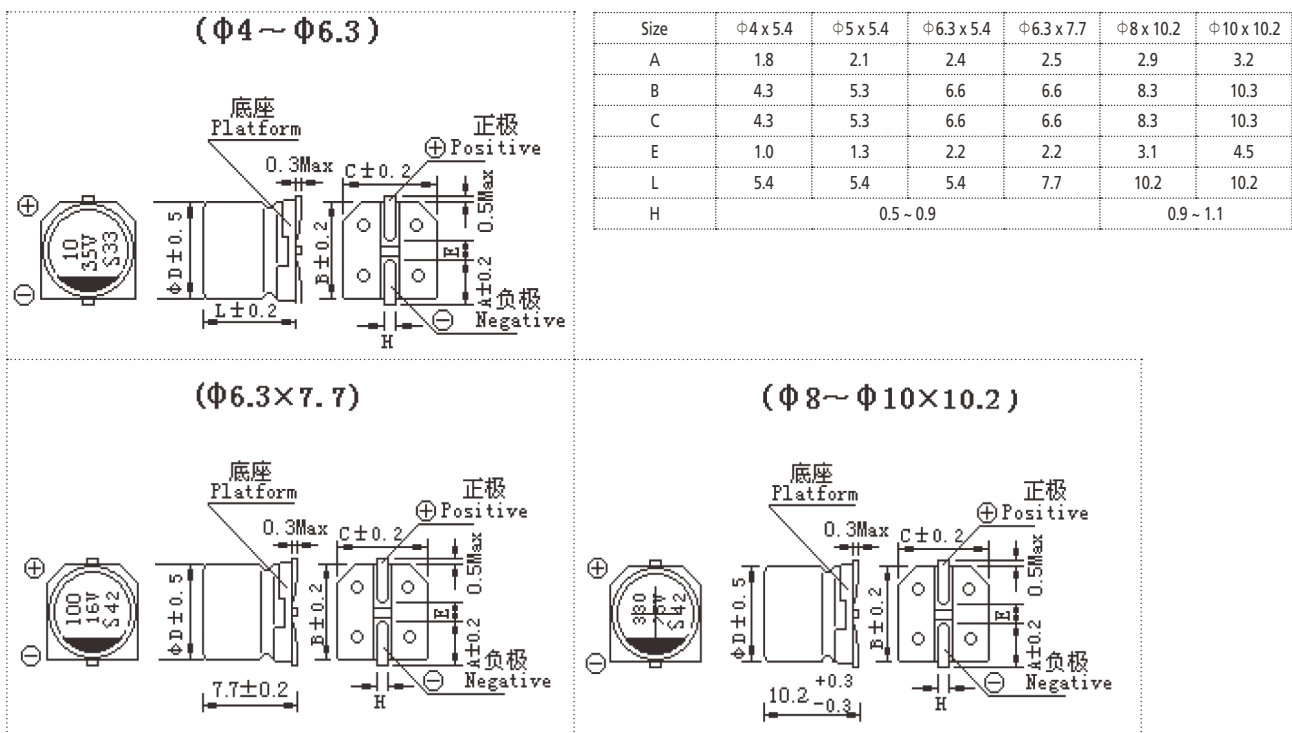 (Φ4～Φ6.3)
底座
Platform
正极
⊕ Positive
0.3Max
C±0.2
0.5Max
⊕
10
35V
S33
⊖
ΦD±0.5
B±0.2
E
A±0.2
L±0.2
H
负极
⊖ Negative
Size Φ4 x 5.4 Φ5 x 5.4 Φ6.3 x 5.4 Φ6.3 x 7.7 Φ8 x 10.2 Φ10 x 10.2
A 1.8 2.1 2.4 2.5 2.9 3.2
B 4.3 5.3 6.6 6.6 8.3 10.3
C 4.3 5.3 6.6 6.6 8.3 10.3
E 1.0 1.3 2.2 2.2 3.1 4.5
L 5.4 5.4 5.4 7.7 10.2 10.2
H 0.5 ~ 0.9 0.9 ~ 1.1
(Φ6.3×7.7)
底座
Platform
正极
⊕ Positive
0.3Max
C±0.2
0.5Max
⊕
100
16V
S42
⊖
ΦD±0.5
B±0.2
E
A±0.2
7.7±0.2
H
负极
⊖ Negative
(Φ8～Φ10×10.2)
底座
Platform
正极
⊕ Positive
0.3Max
C±0.2
0.5Max
⊕
330
S42
⊖
ΦD±0.5
B±0.2
E
A±0.2
10.2 +0.3 -0.3
H
负极
⊖ Negative